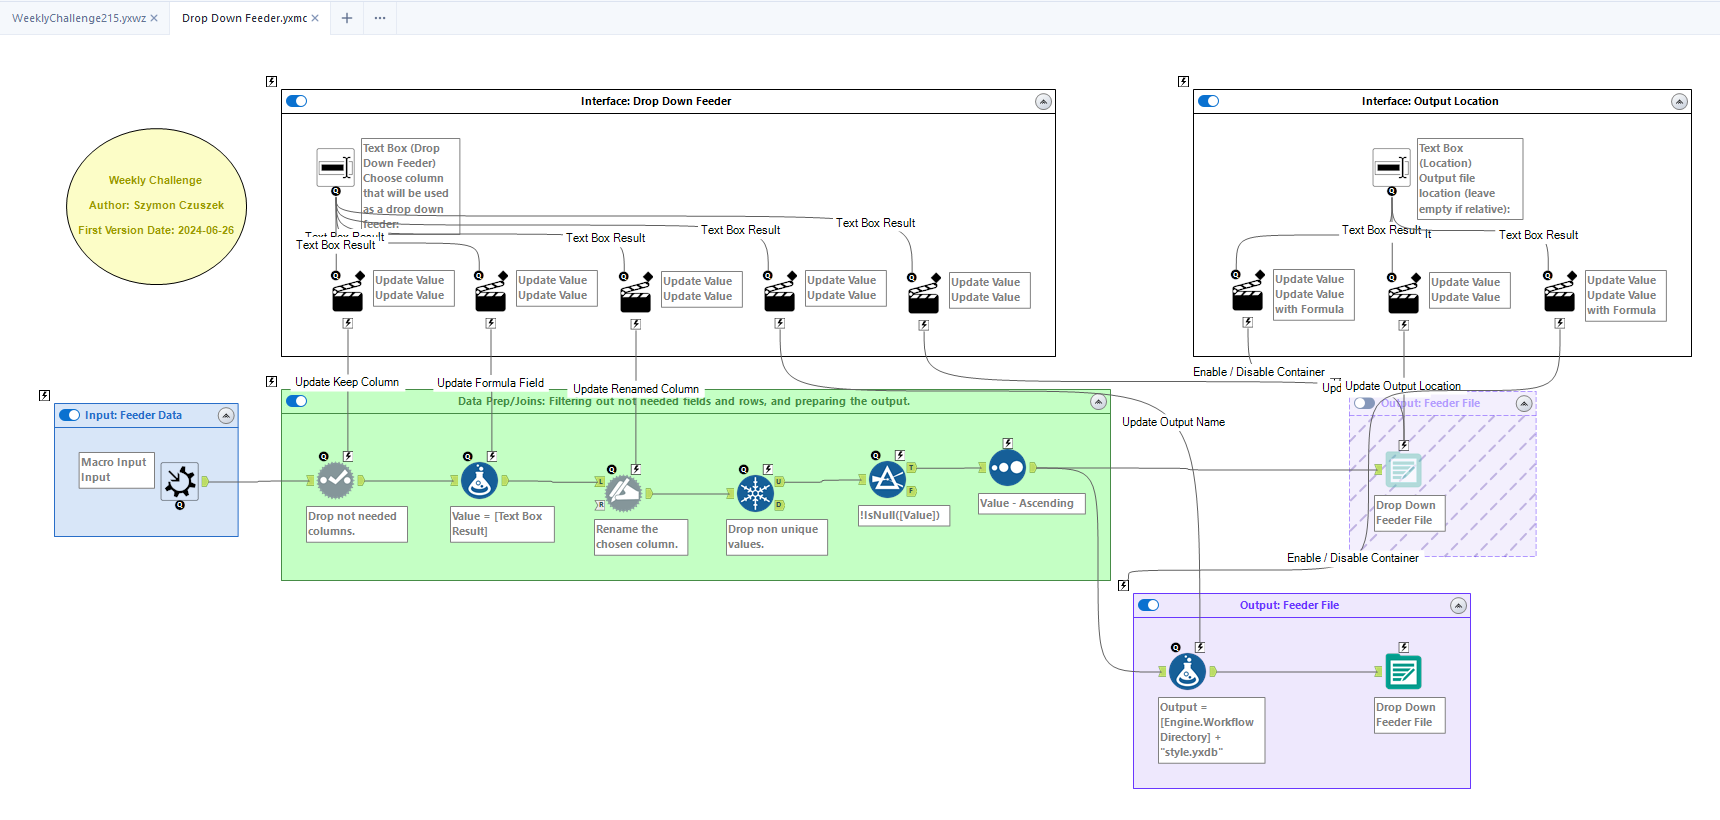 WeeklyChallenge215.yxwz
Drop Down Feeder.yxmc
Weekly Challenge
Author: Szymon Czuszek
First Version Date: 2024-06-26
Interface: Drop Down Feeder
Text Box (Drop
Down Feeder)
Choose column
that will be used
as a drop down
feeder:
Text Box Result
Text Box Result
Text Box Result
Text Box Result
Text Box Result
Update Value
Update Value
Update Value
Update Value
Update Value
Update Value
Update Value
Update Value
Update Value
Update Value
Interface: Output Location
Text Box
(Location)
Output file
location (leave
empty if relative):
Text Box Result
Text Box Result
Update Value
Update Value
with Formula
Update Value
Update Value
Update Value
Update Value
with Formula
Update Keep Column
Update Formula Field
Update Renamed Column
Enable / Disable Container
Update Output Location
Update Output Name
Input: Feeder Data
Macro Input
Input
Data Prep/Joins: Filtering out not needed fields and rows, and preparing the output.
Drop not needed
columns.
Value = [Text Box
Result]
L
R
Rename the
chosen column.
U
D
Drop non unique
values.
T
F
!IsNull([Value])
Value - Ascending
Output: Feeder File
Drop Down
Feeder File
Enable / Disable Container
Output: Feeder File
Output =
[Engine.Workflow
Directory] +
"style.yxdb"
Drop Down
Feeder File